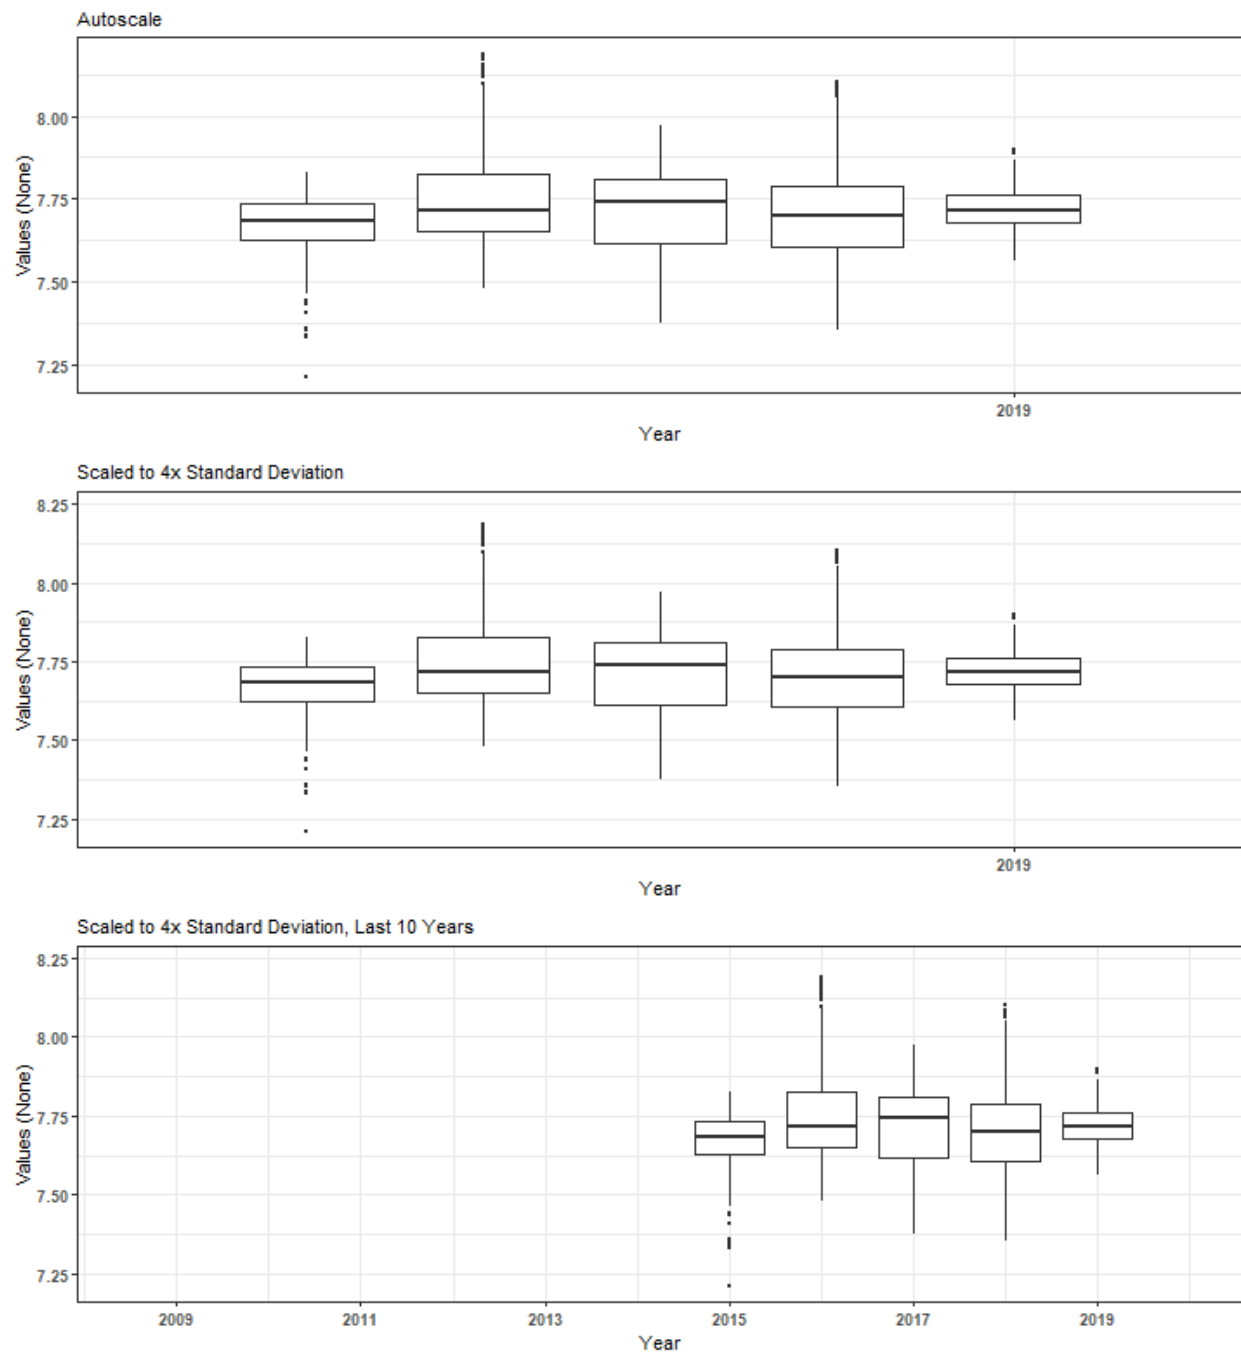 Autoscale
Values (None)
8.00
7.75
7.50
7.25
2019
Year
Scaled to 4x Standard Deviation
Values (None)
8.25
8.00
7.75
7.50
7.25
2019
Year
Scaled to 4x Standard Deviation, Last 10 Years
Values (None)
8.25
8.00
7.75
7.50
7.25
2009 2011 2013 2015 2017 2019
Year